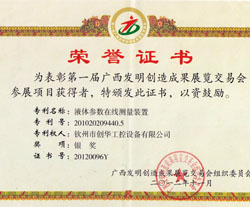 荣誉证书
为表彰第一届广西发明创造成果展览交易会
参展项目获得者，特颁发此证书，以资鼓励。
专利名称：液体参数在线测量装置
专利号：201020209440.5
专利权人：钦州市创华工控设备有限公司
奖项：银奖
证书号：20120096Y
广西发明创造成果展览交易会组织委员会